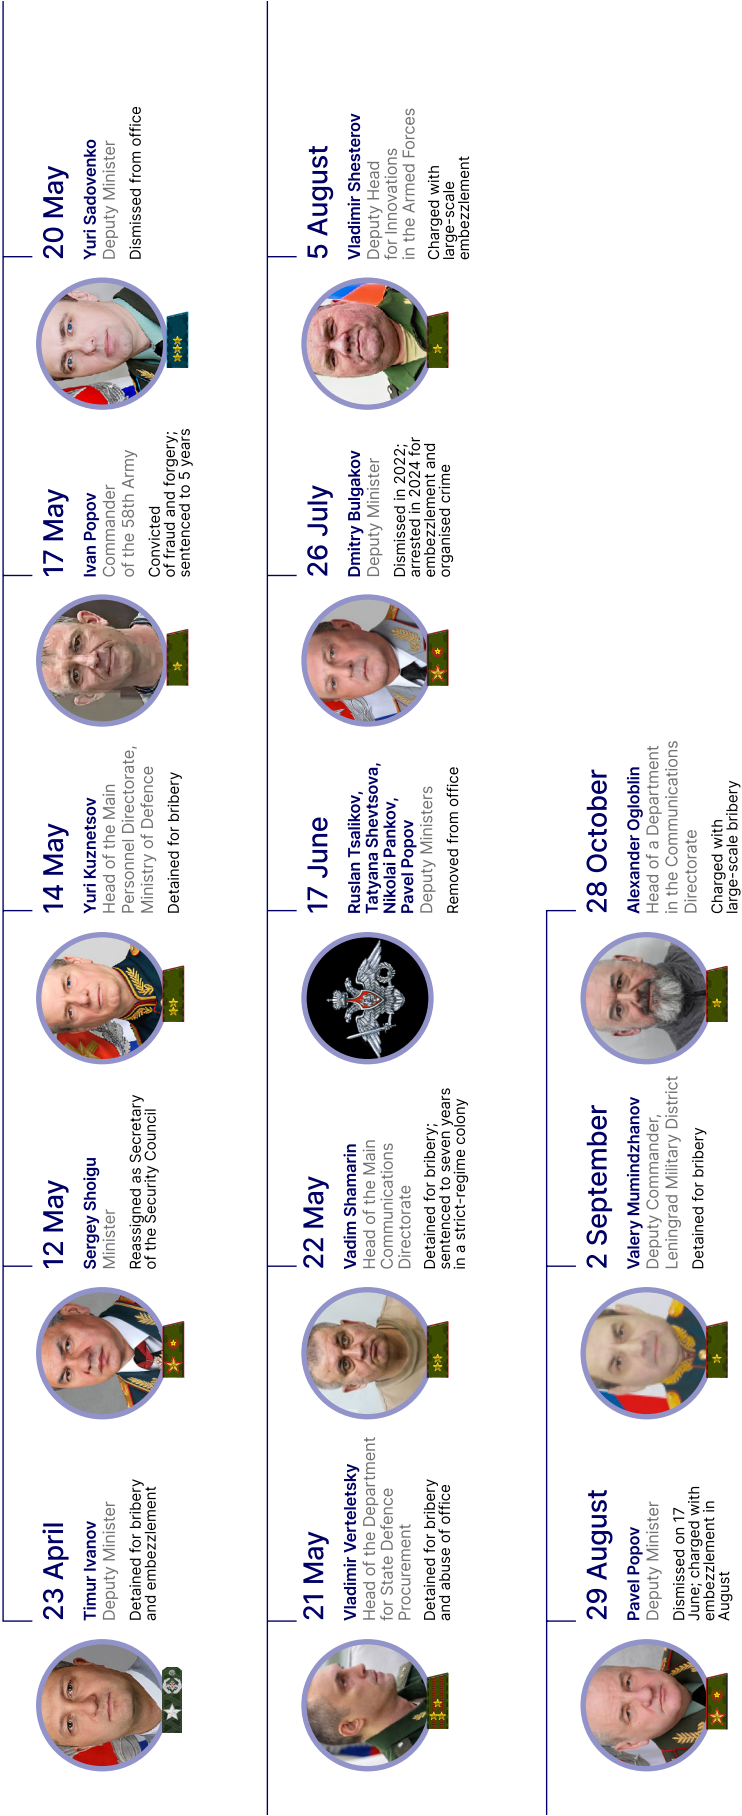 23 April
Timur Ivanov
Deputy Minister
Detained for bribery
and embezzlement
12 May
Sergey Shoigu
Minister
Reassigned as Secretary
of the Security Council
14 May
Yuri Kuznetsov
Head of the Main
Personnel Directorate,
Ministry of Defence
Detained for bribery
17 May
Ivan Popov
Commander
of the 58th Army
Convicted
of fraud and forgery;
sentenced to 5 years
20 May
Yuri Sadovenko
Deputy Minister
Dismissed from office
21 May
Vladimir Verteletsky
Head of the Department
for State Defence
Procurement
Detained for bribery
and abuse of office
22 May
Vadim Shamarin
Head of the Main
Communications
Directorate
Detained for bribery;
sentenced to seven years
in a strict-regime colony
17 June
Ruslan Tsalikov,
Tatyana Shevtsova,
Nikolai Pankov,
Pavel Popov
Deputy Ministers
Removed from office
26 July
Dmitry Bulgakov
Deputy Minister
Dismissed in 2022;
arrested in 2024 for
embezzlement and
organised crime
5 August
Vladimir Shesterov
Deputy Head
for Innovations
in the Armed Forces
Charged with
large-scale
embezzlement
29 August
Pavel Popov
Deputy Minister
Dismissed on 17
June; charged with
embezzlement in
August
2 September
Valery Mumindzhanov
Deputy Commander,
Leningrad Military District
Detained for bribery
28 October
Alexander Ogloblin
Head of a Department
in the Communications
Directorate
Charged with
large-scale bribery